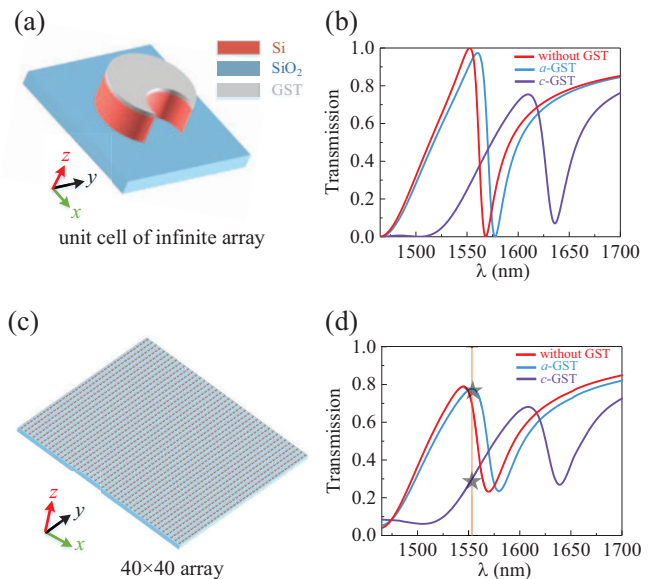 (a)
Si
SiO₂
GST
z
y
x
unit cell of infinite array
(b)
1.0
0.8
0.6
0.4
0.2
0
Transmission
without GST
a-GST
c-GST
1500 1550 1600 1650 1700
λ (nm)
(c)
z
y
x
40×40 array
(d)
1.0
0.8
0.6
0.4
0.2
0.0
Transmission
without GST
a-GST
c-GST
1500 1550 1600 1650 1700
λ (nm)